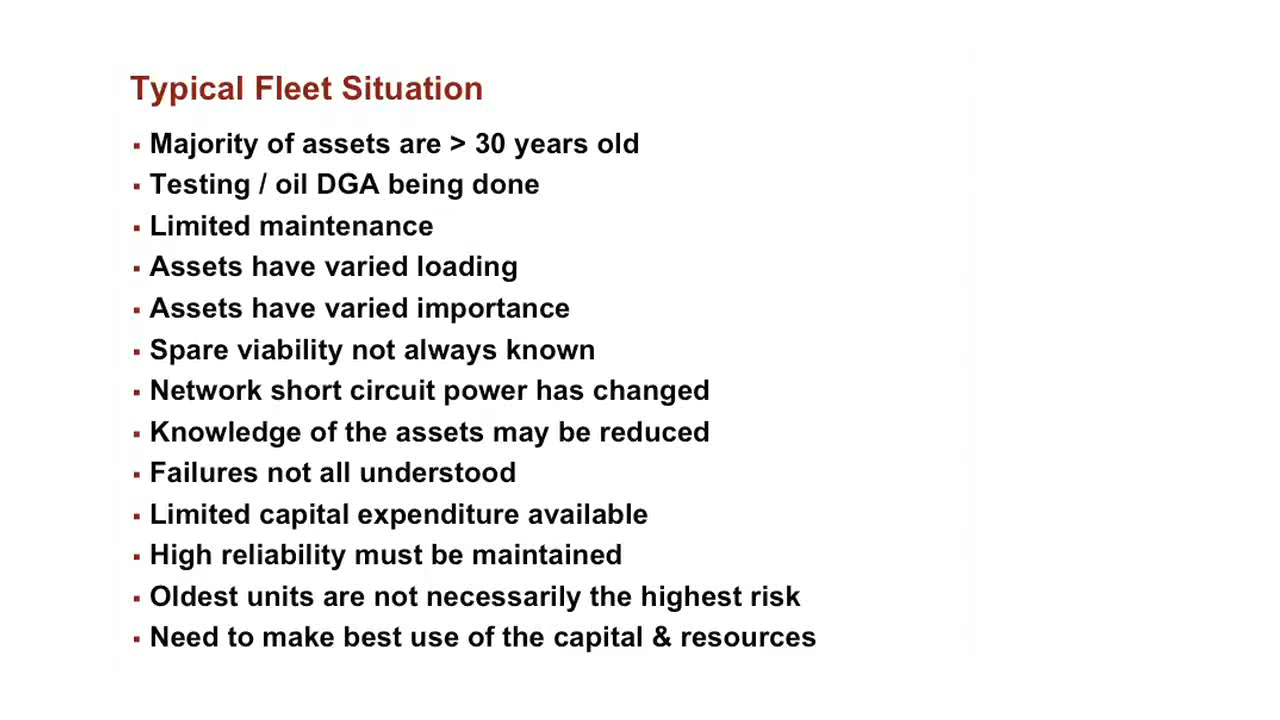 Typical Fleet Situation
▪ Majority of assets are > 30 years old
▪ Testing / oil DGA being done
▪ Limited maintenance
▪ Assets have varied loading
▪ Assets have varied importance
▪ Spare viability not always known
▪ Network short circuit power has changed
▪ Knowledge of the assets may be reduced
▪ Failures not all understood
▪ Limited capital expenditure available
▪ High reliability must be maintained
▪ Oldest units are not necessarily the highest risk
▪ Need to make best use of the capital & resources